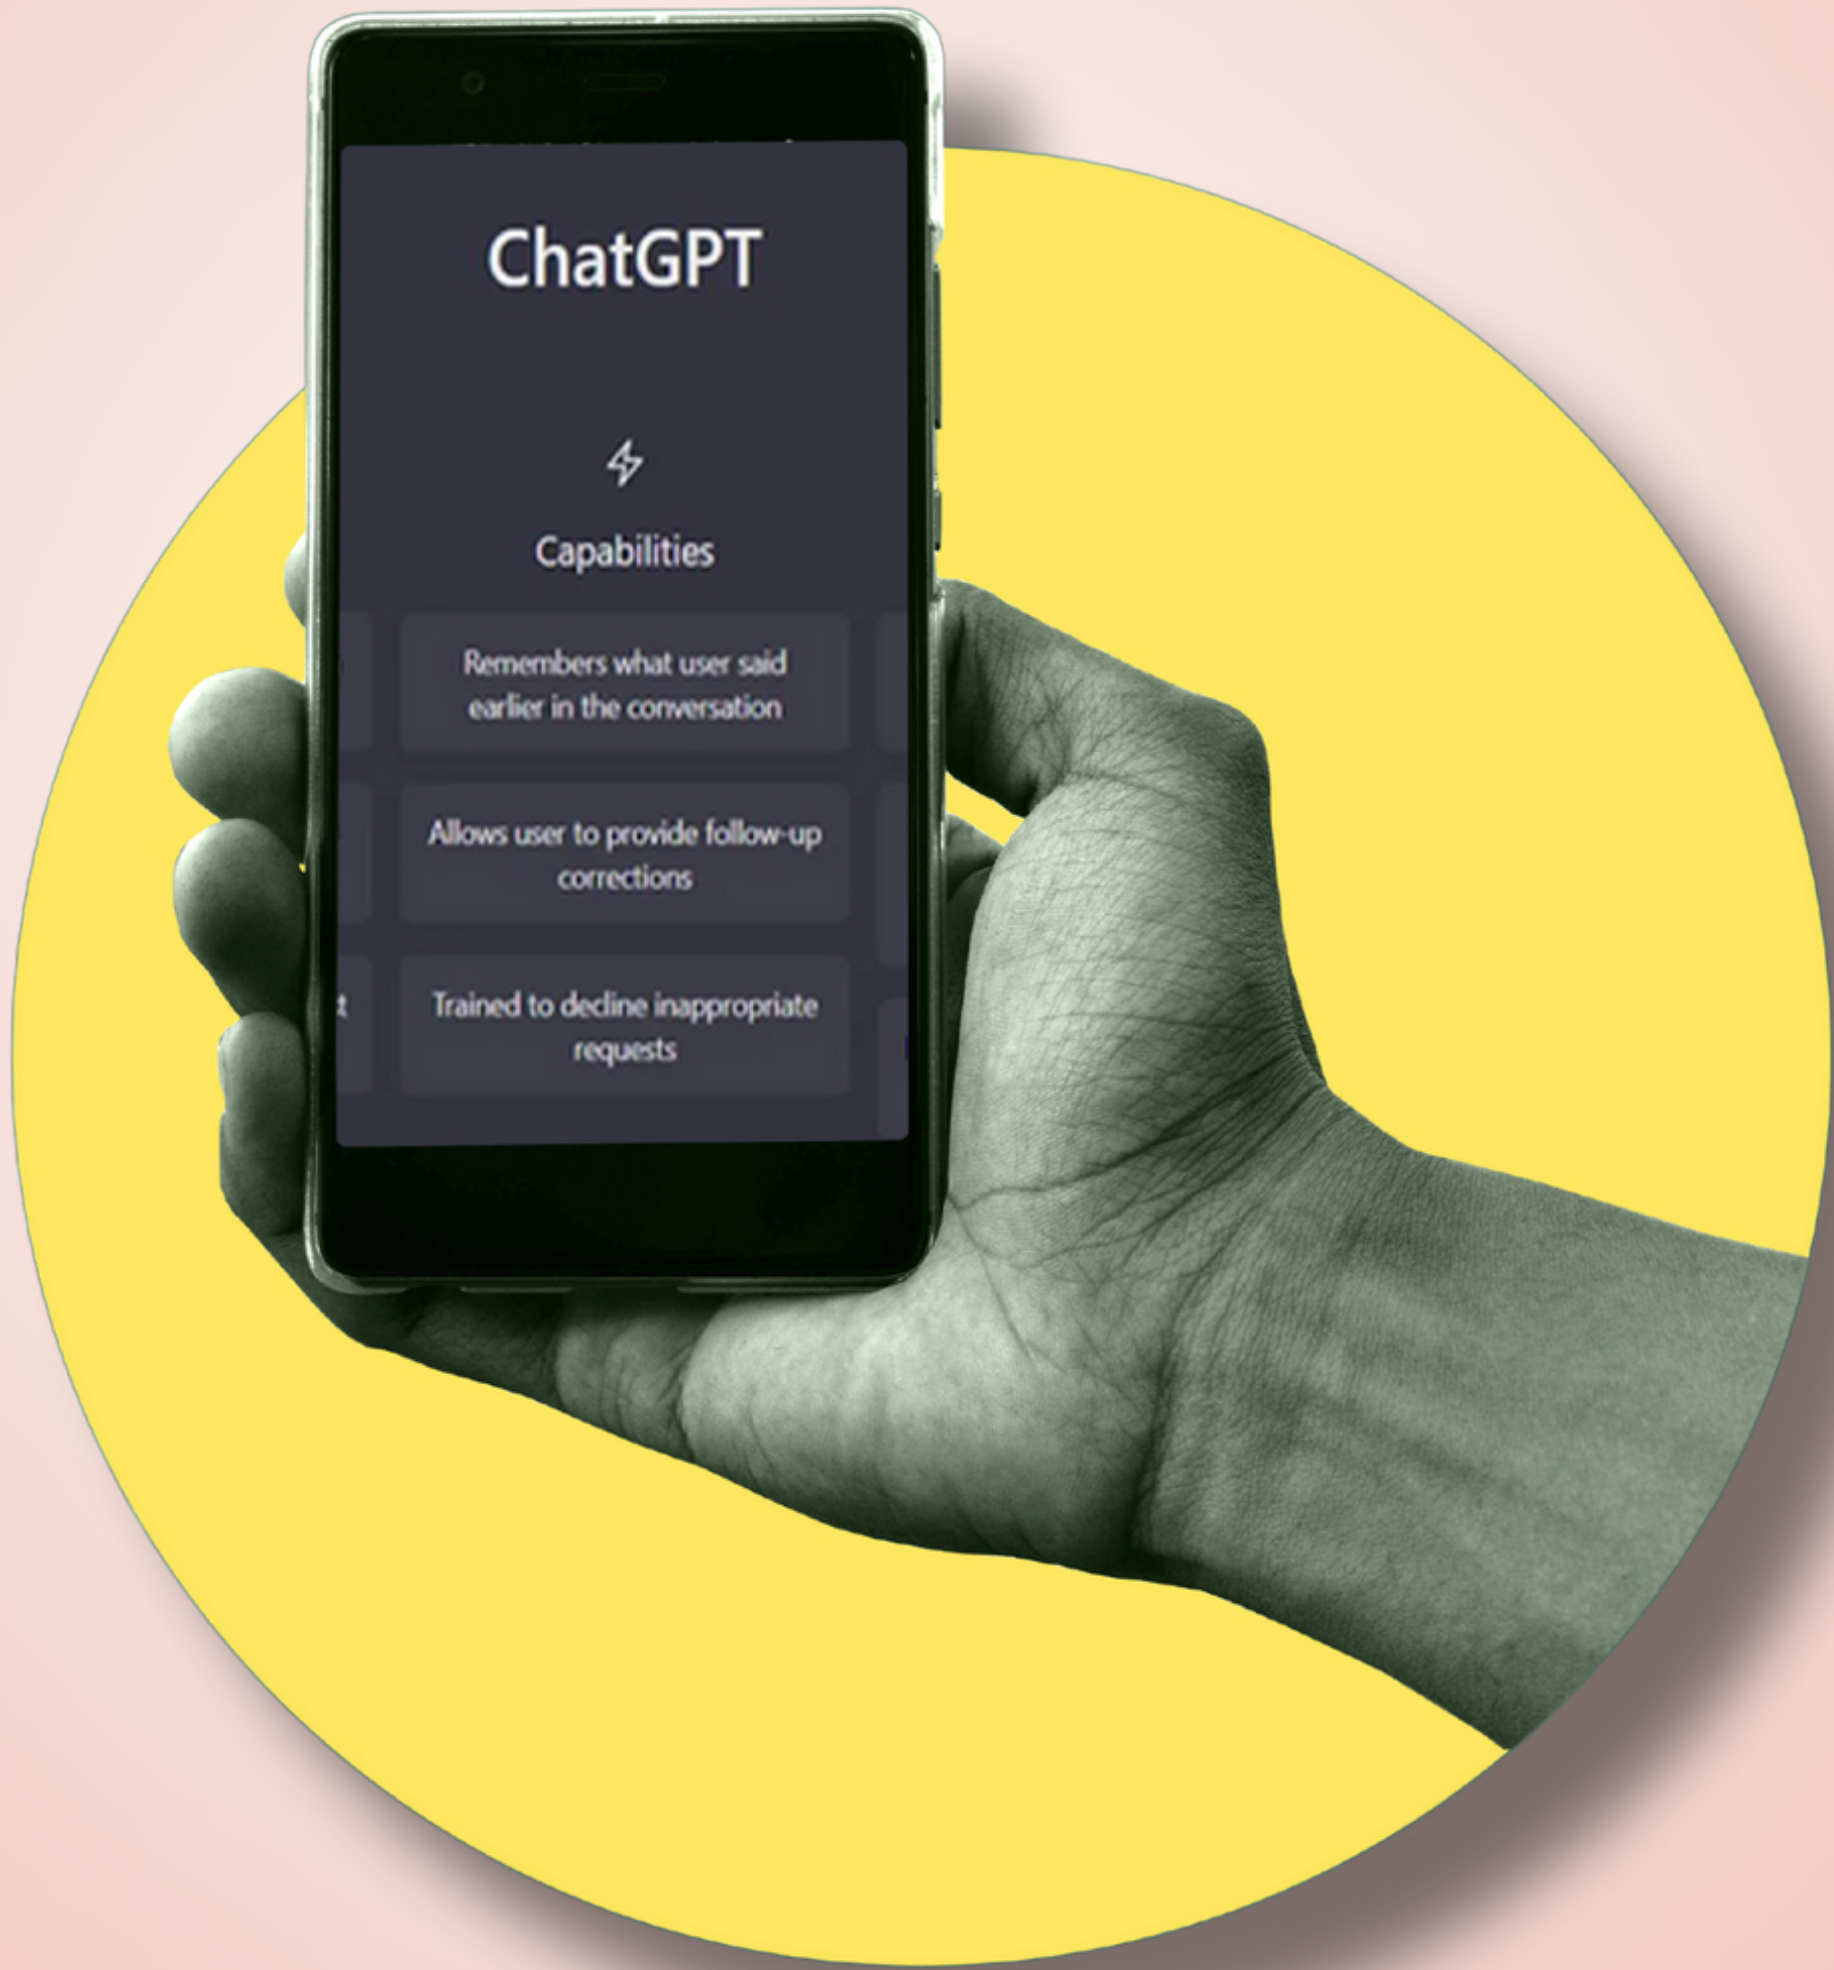 ChatGPT
Capabilities
Remembers what user said
earlier in the conversation
Allows user to provide follow-up
corrections
Trained to decline inappropriate
requests